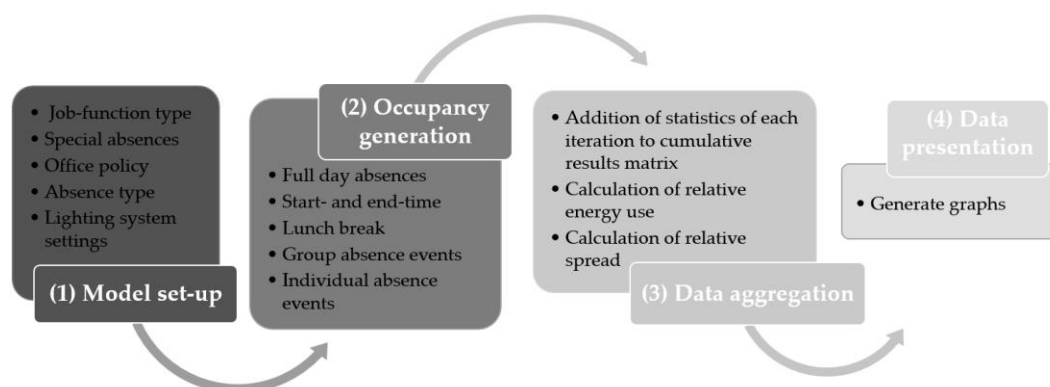 • Job-function type
• Special absences
• Office policy
• Absence type
• Lighting system
settings
(1) Model set-up
(2) Occupancy
generation
• Full day absences
• Start- and end-time
• Lunch break
• Group absence events
• Individual absence
events
• Addition of statistics of each
iteration to cumulative
results matrix
• Calculation of relative
energy use
• Calculation of relative
spread
(3) Data aggregation
(4) Data
presentation
• Generate graphs